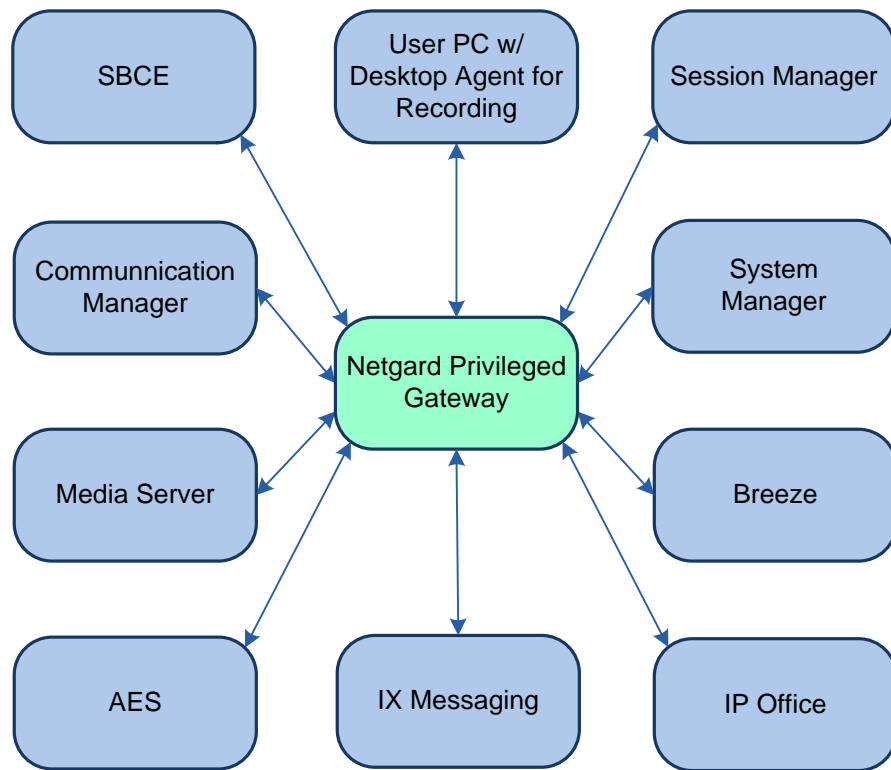 SBCE
User PC w/
Desktop Agent for
Recording
Session Manager
Communnication
Manager
System
Manager
Netgard Privileged
Gateway
Media Server
Breeze
AES
IX Messaging
IP Office